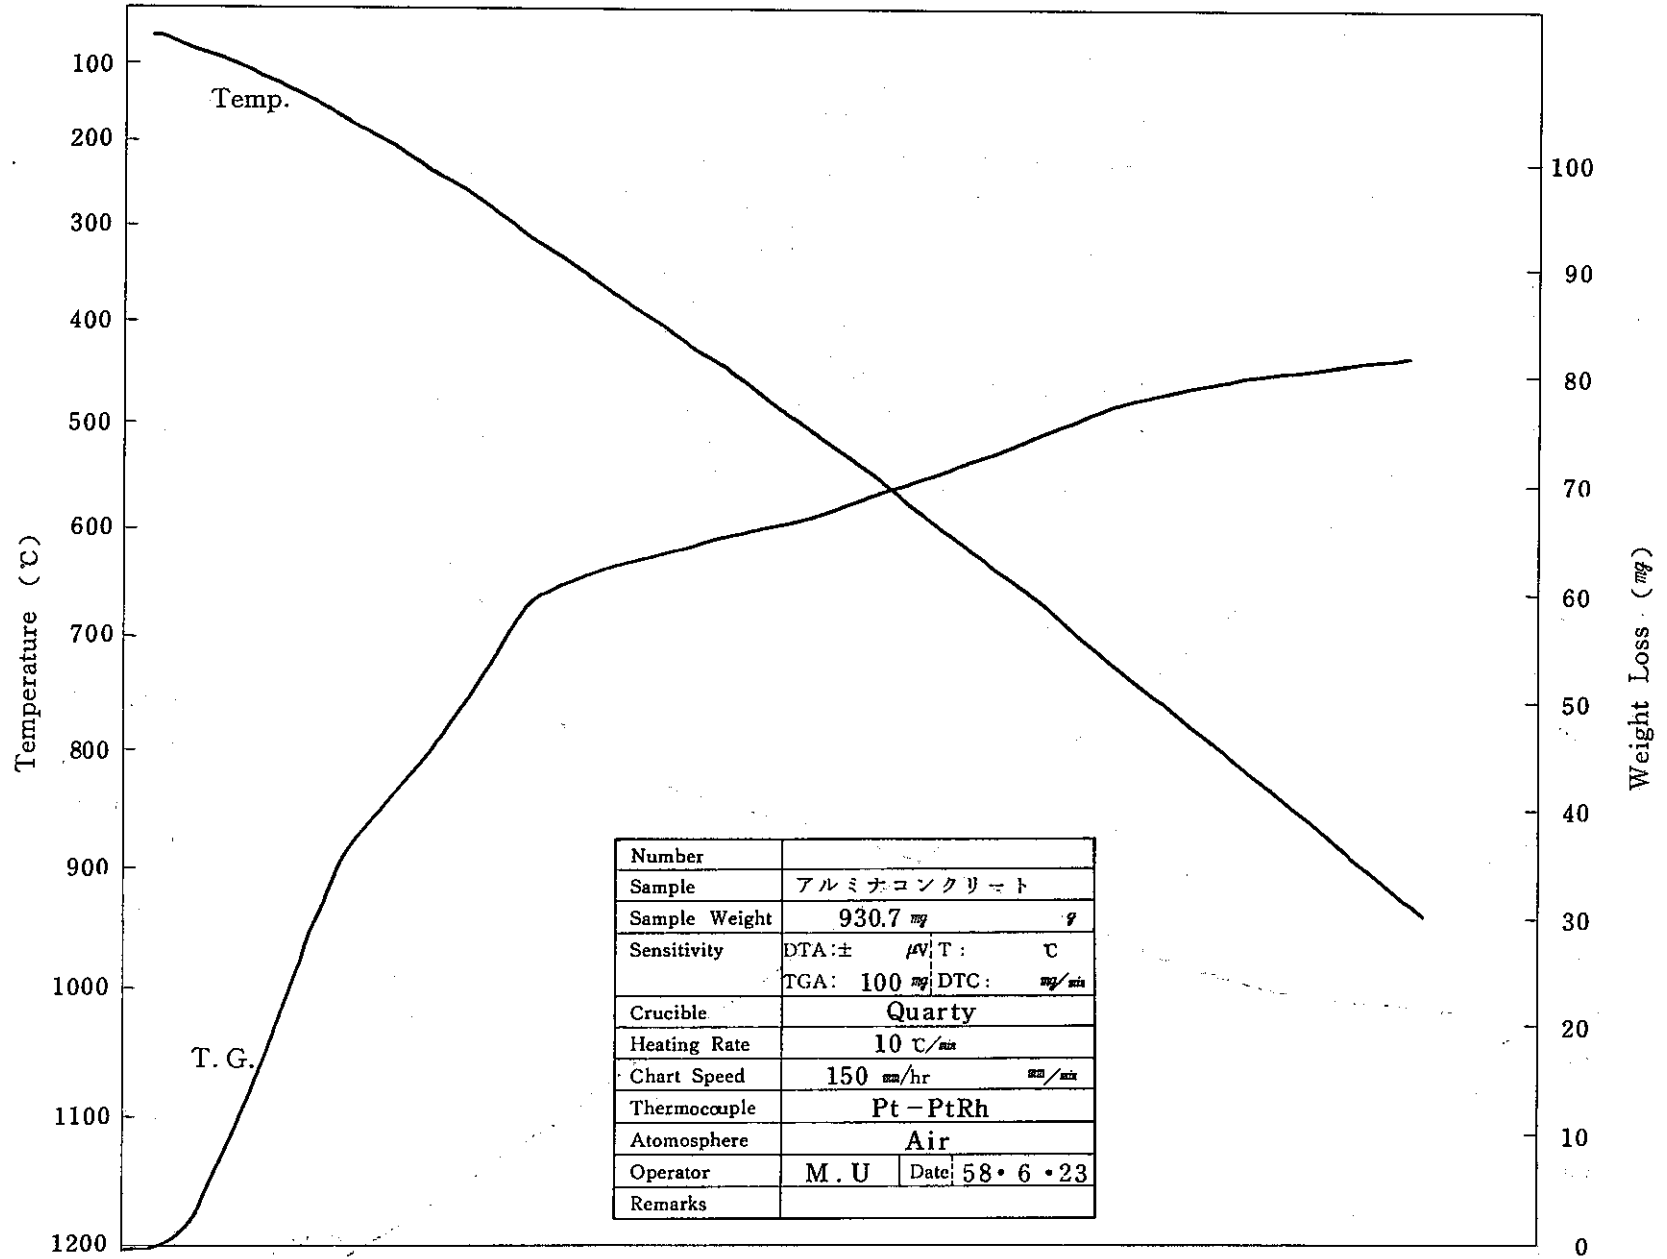 100
200
300
400
500
600
700
800
900
1000
1100
1200
Temperature (℃)
Temp.
T. G.
100
90
80
70
60
50
40
30
20
10
0
Weight Loss (mg)
Number
Sample アルミナコンクリート
Sample Weight 930.7 mg g
Sensitivity DTA:± μV T: ℃
TGA: 100 mg DTC: mg/min
Crucible Quarty
Heating Rate 10 ℃/min
Chart Speed 150 mm/hr mm/min
Thermocouple Pt-PtRh
Atomosphere Air
Operator M. U Date 58・6・23
Remarks